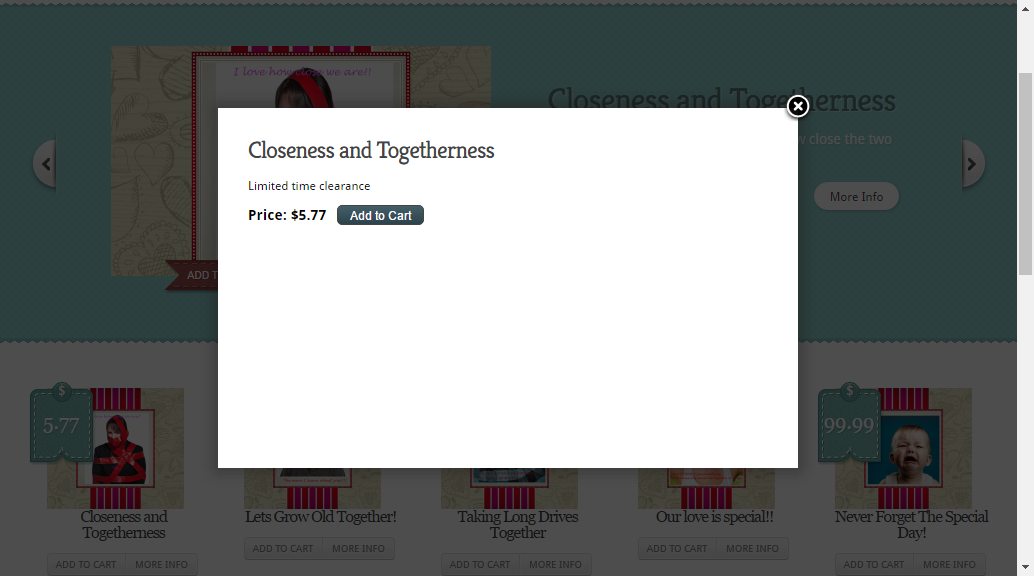 I love how close we are!!
Closeness and Togetherness
w close the two
More Info
ADD T
Closeness and Togetherness
Limited time clearance
Price: $5.77 Add to Cart
$
5.77
$
99.99
Closeness and
Togetherness
ADD TO CART MORE INFO
Lets Grow Old Together!
ADD TO CART MORE INFO
Taking Long Drives
Together
ADD TO CART MORE INFO
Our love is special!!
ADD TO CART MORE INFO
Never Forget The Special
Day!
ADD TO CART MORE INFO